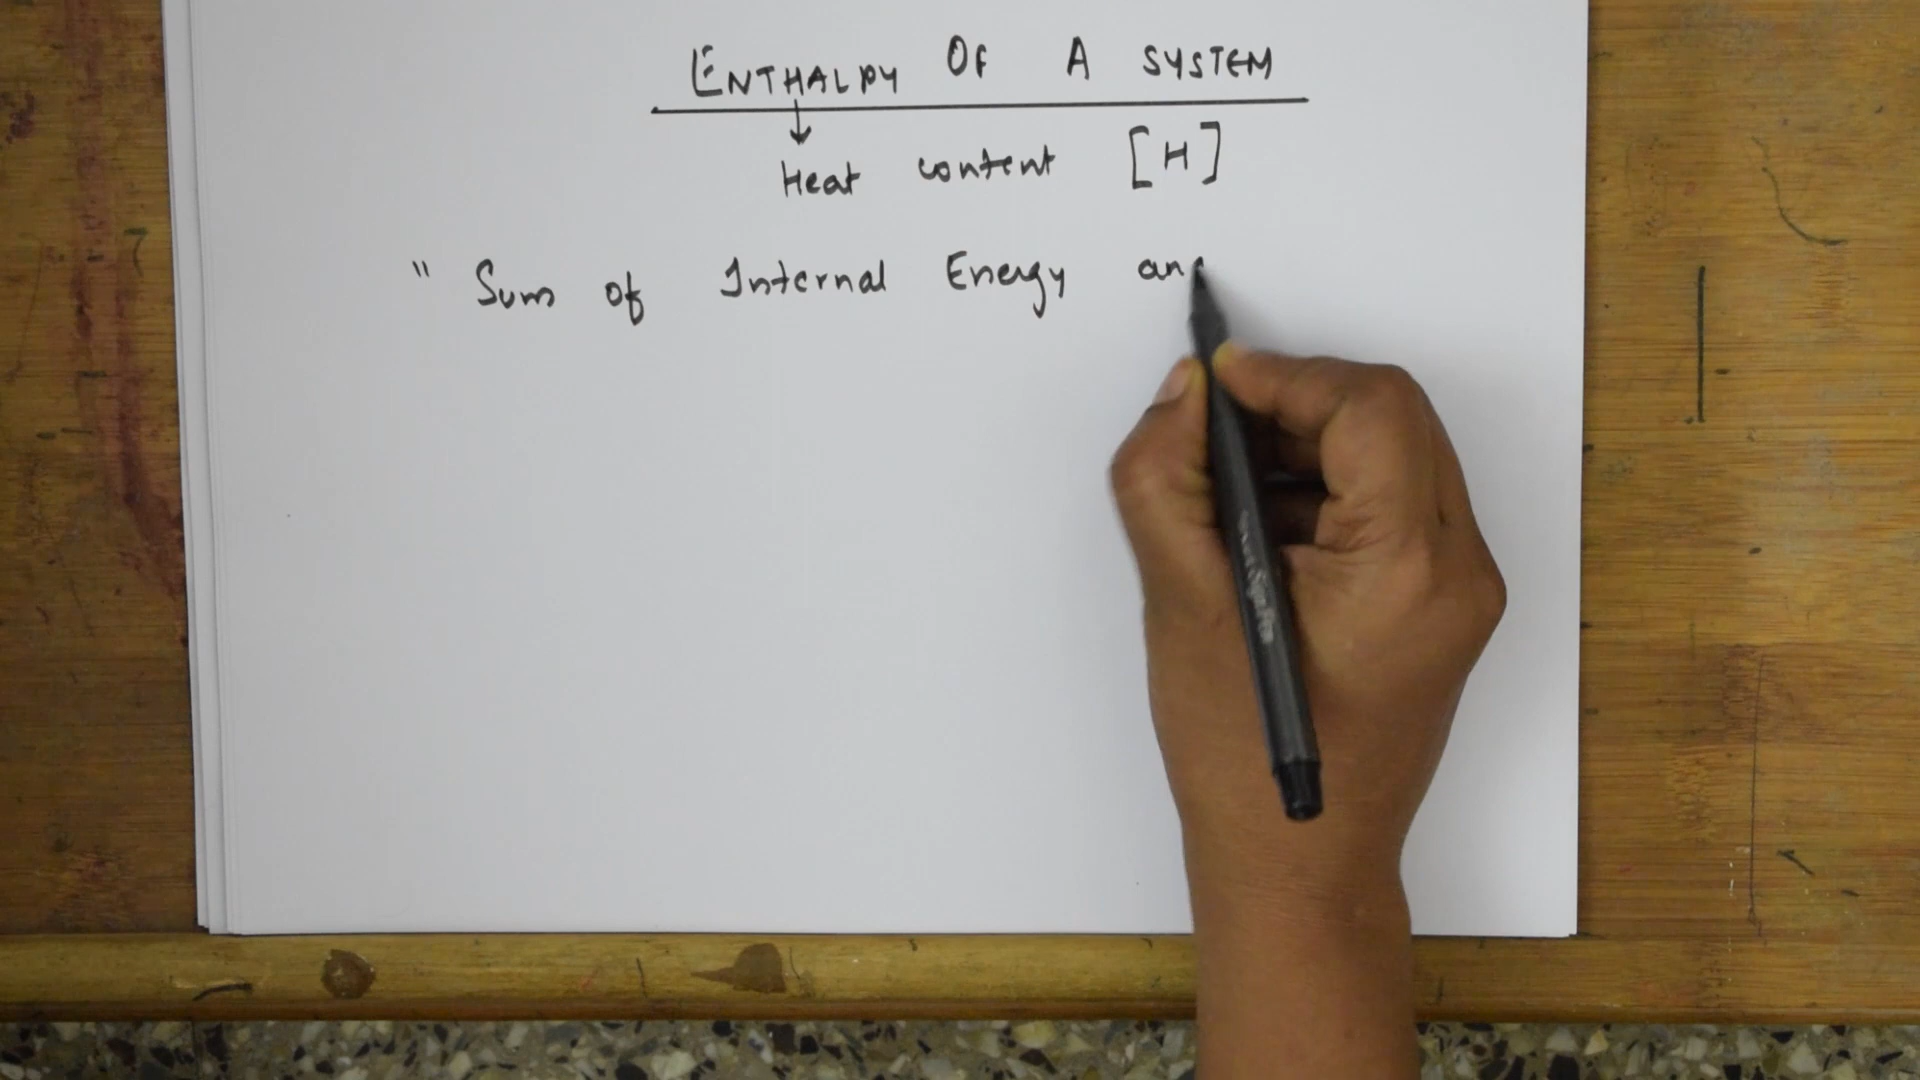 ENTHALPY OF A SYSTEM
Heat content [H]
" Sum of Internal Energy an